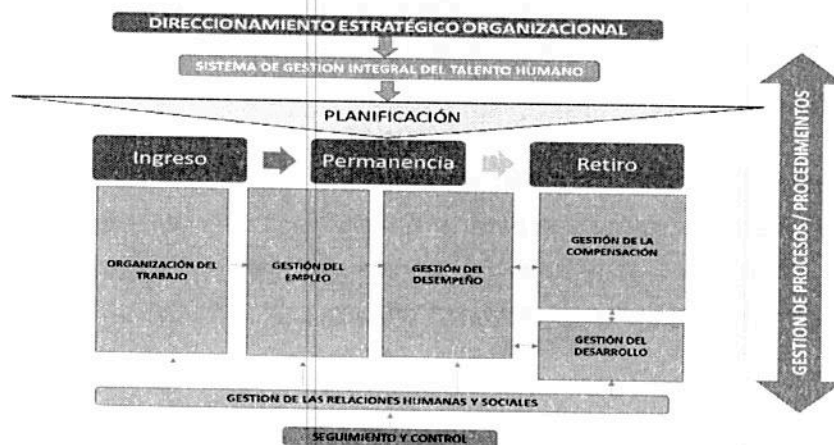 DIRECCIONAMIENTO ESTRATÉGICO ORGANIZACIONAL
SISTEMA DE GESTION INTEGRAL DEL TALENTO HUMANO
PLANIFICACIÓN
Ingreso
Permanencia
Retiro
ORGANIZACIÓN DEL
TRABAJO
GESTIÓN DEL
EMPLEO
GESTIÓN DEL
DESEMPEÑO
GESTIÓN DE LA
COMPENSACIÓN
GESTIÓN DEL
DESARROLLO
GESTION DE LAS RELACIONES HUMANAS Y SOCIALES
SEGUIMIENTO Y CONTROL
GESTION DE PROCESOS / PROCEDIMEINTOS